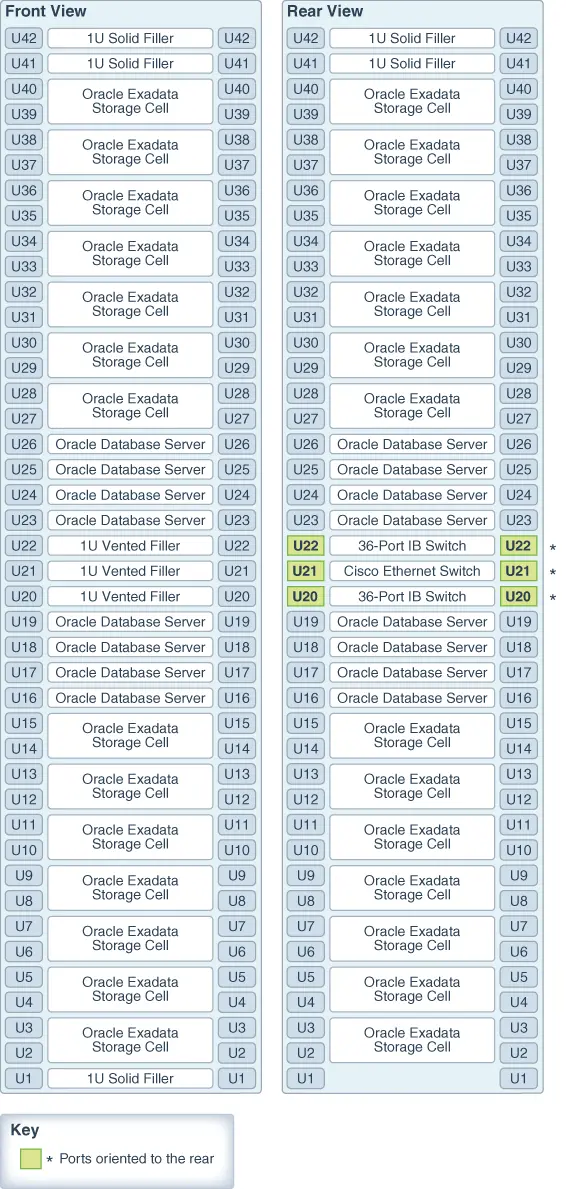 Front View
U42 1U Solid Filler U42
U41 1U Solid Filler U41
U40 Oracle Exadata U40
U39 Storage Cell U39
U38 Oracle Exadata U38
U37 Storage Cell U37
U36 Oracle Exadata U36
U35 Storage Cell U35
U34 Oracle Exadata U34
U33 Storage Cell U33
U32 Oracle Exadata U32
U31 Storage Cell U31
U30 Oracle Exadata U30
U29 Storage Cell U29
U28 Oracle Exadata U28
U27 Storage Cell U27
U26 Oracle Database Server U26
U25 Oracle Database Server U25
U24 Oracle Database Server U24
U23 Oracle Database Server U23
U22 1U Vented Filler U22
U21 1U Vented Filler U21
U20 1U Vented Filler U20
U19 Oracle Database Server U19
U18 Oracle Database Server U18
U17 Oracle Database Server U17
U16 Oracle Database Server U16
U15 Oracle Exadata U15
U14 Storage Cell U14
U13 Oracle Exadata U13
U12 Storage Cell U12
U11 Oracle Exadata U11
U10 Storage Cell U10
U9 Oracle Exadata U9
U8 Storage Cell U8
U7 Oracle Exadata U7
U6 Storage Cell U6
U5 Oracle Exadata U5
U4 Storage Cell U4
U3 Oracle Exadata U3
U2 Storage Cell U2
U1 1U Solid Filler U1
Rear View
U42 1U Solid Filler U42
U41 1U Solid Filler U41
U40 Oracle Exadata U40
U39 Storage Cell U39
U38 Oracle Exadata U38
U37 Storage Cell U37
U36 Oracle Exadata U36
U35 Storage Cell U35
U34 Oracle Exadata U34
U33 Storage Cell U33
U32 Oracle Exadata U32
U31 Storage Cell U31
U30 Oracle Exadata U30
U29 Storage Cell U29
U28 Oracle Exadata U28
U27 Storage Cell U27
U26 Oracle Database Server U26
U25 Oracle Database Server U25
U24 Oracle Database Server U24
U23 Oracle Database Server U23
U22 36-Port IB Switch U22 *
U21 Cisco Ethernet Switch U21 *
U20 36-Port IB Switch U20 *
U19 Oracle Database Server U19
U18 Oracle Database Server U18
U17 Oracle Database Server U17
U16 Oracle Database Server U16
U15 Oracle Exadata U15
U14 Storage Cell U14
U13 Oracle Exadata U13
U12 Storage Cell U12
U11 Oracle Exadata U11
U10 Storage Cell U10
U9 Oracle Exadata U9
U8 Storage Cell U8
U7 Oracle Exadata U7
U6 Storage Cell U6
U5 Oracle Exadata U5
U4 Storage Cell U4
U3 Oracle Exadata U3
U2 Storage Cell U2
U1 U1
Key
* Ports oriented to the rear